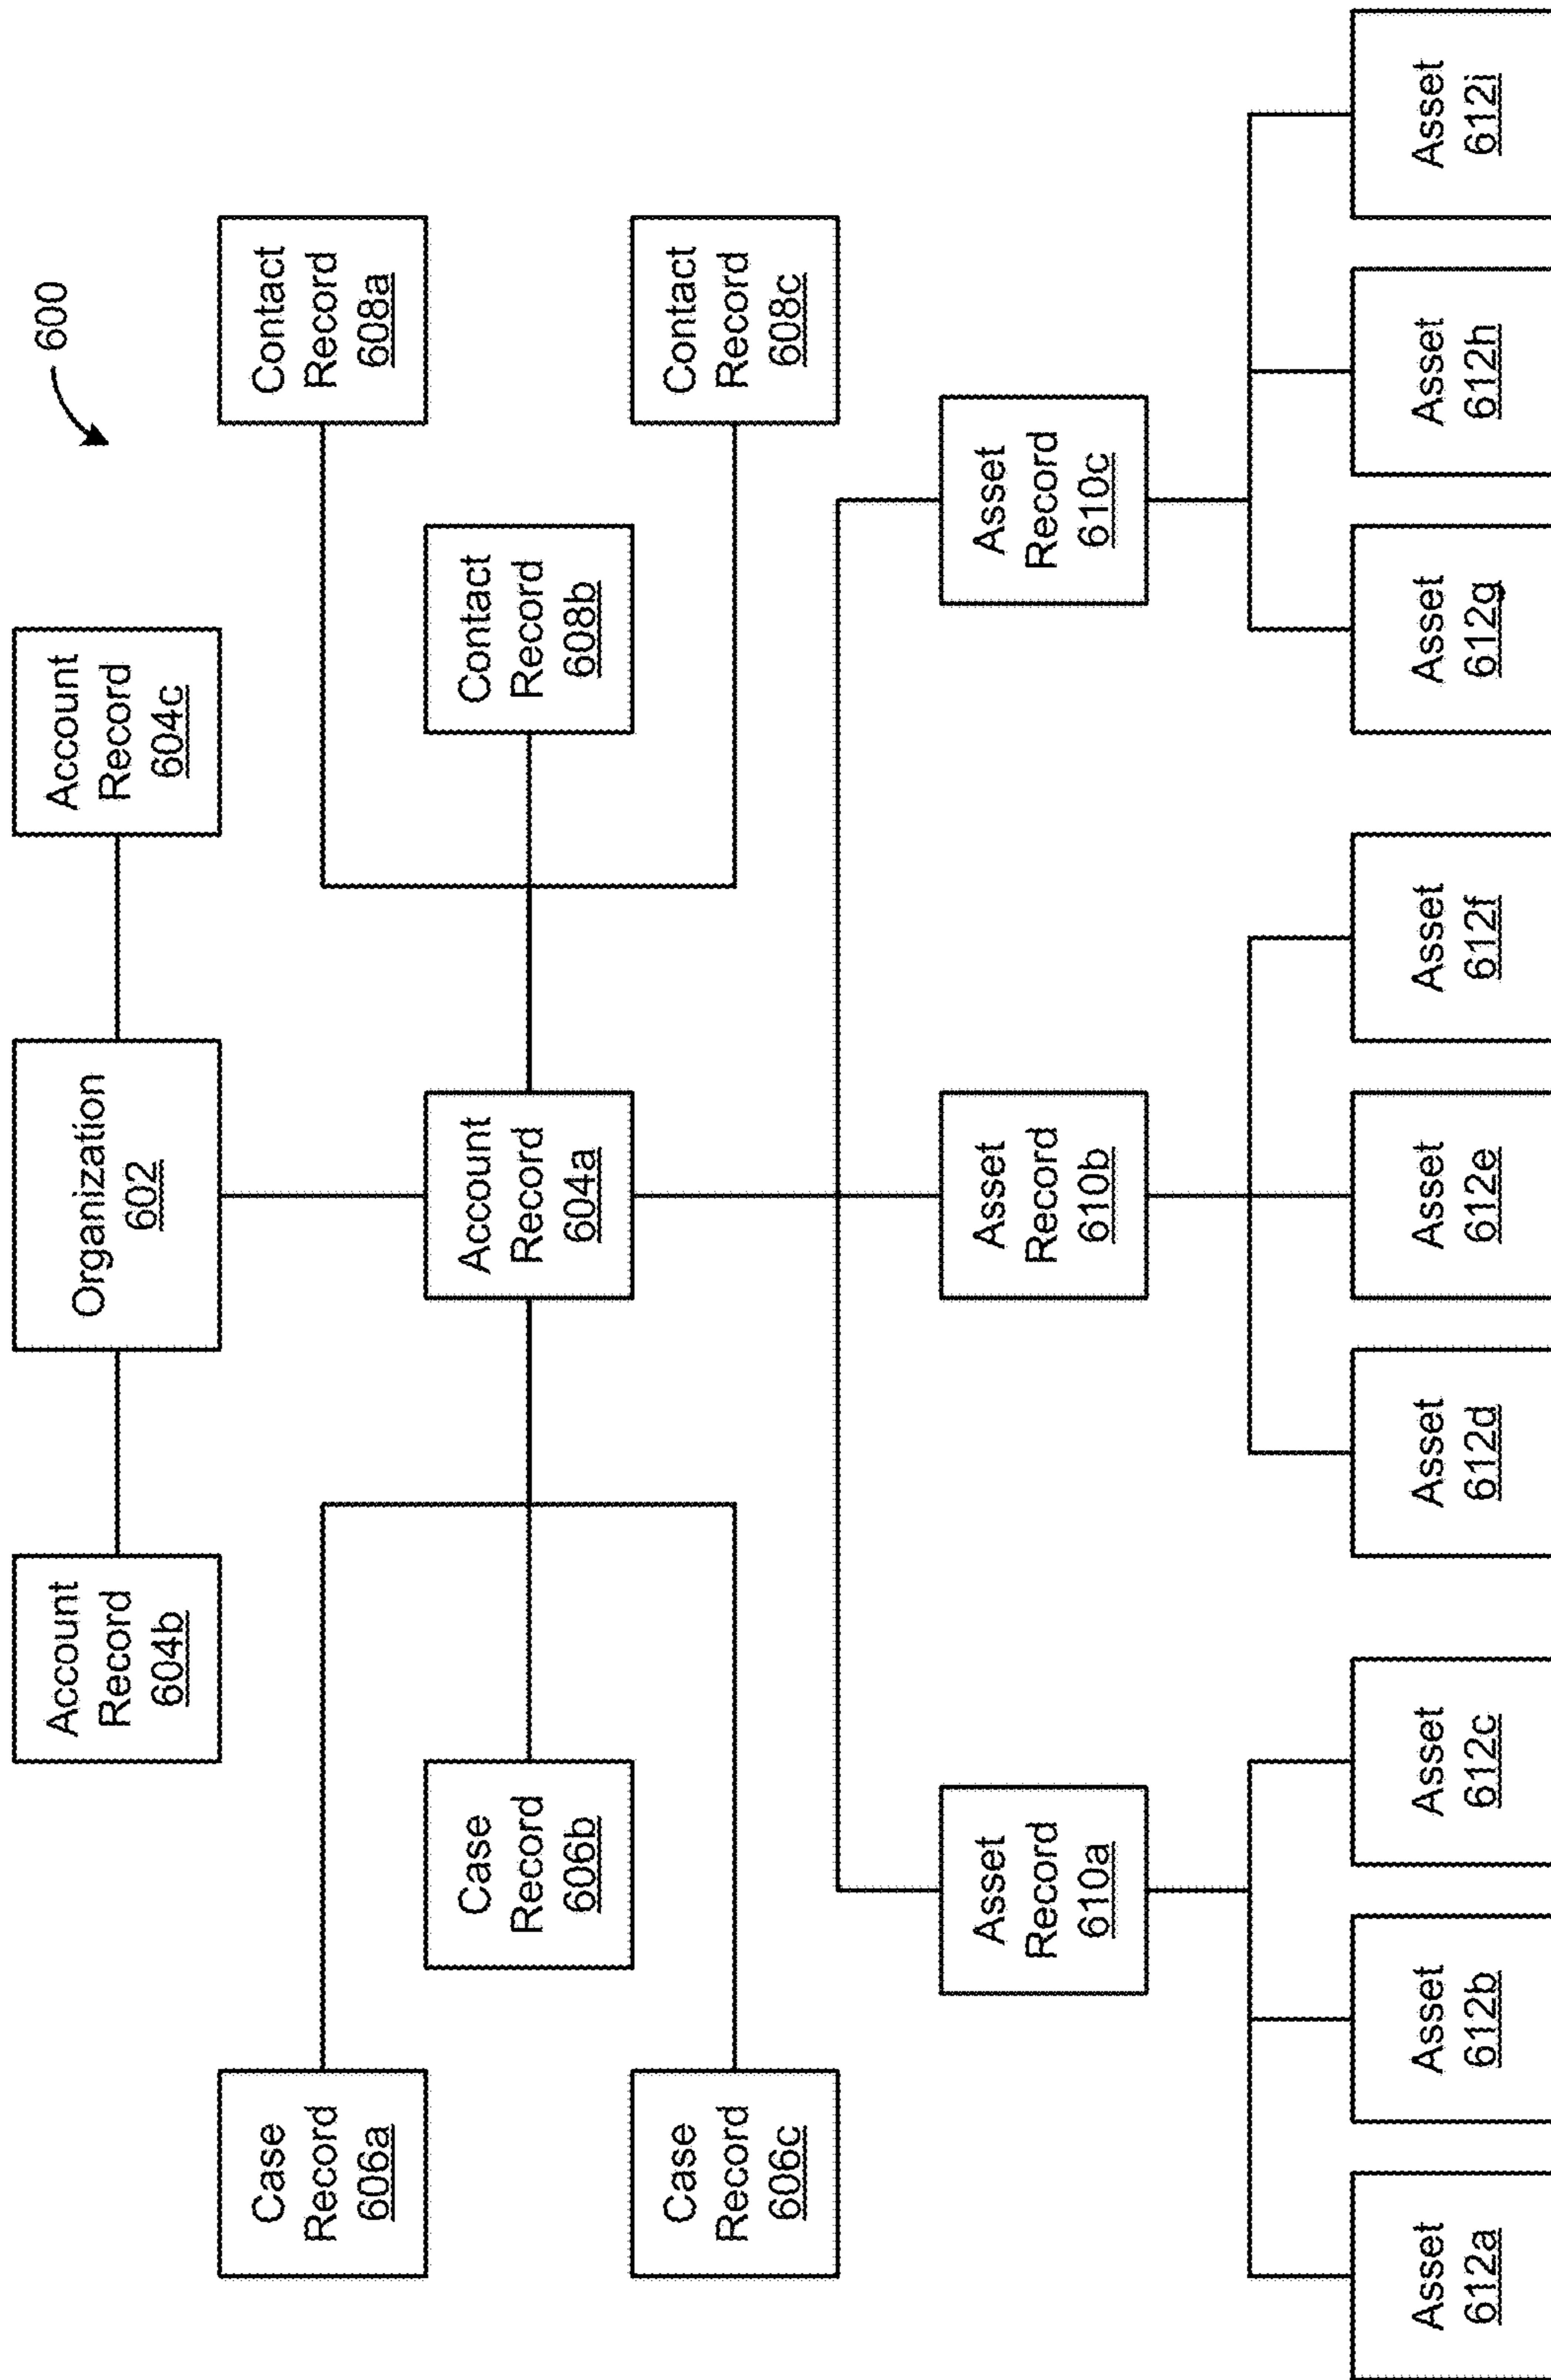 600
Account
Record
604b
Organization
602
Account
Record
604c
Case
Record
606a
Contact
Record
608a
Case
Record
606b
Account
Record
604a
Contact
Record
608b
Case
Record
606c
Contact
Record
608c
Asset
Record
610a
Asset
Record
610b
Asset
Record
610c
Asset
612a
Asset
612b
Asset
612c
Asset
612d
Asset
612e
Asset
612f
Asset
612g
Asset
612h
Asset
612i